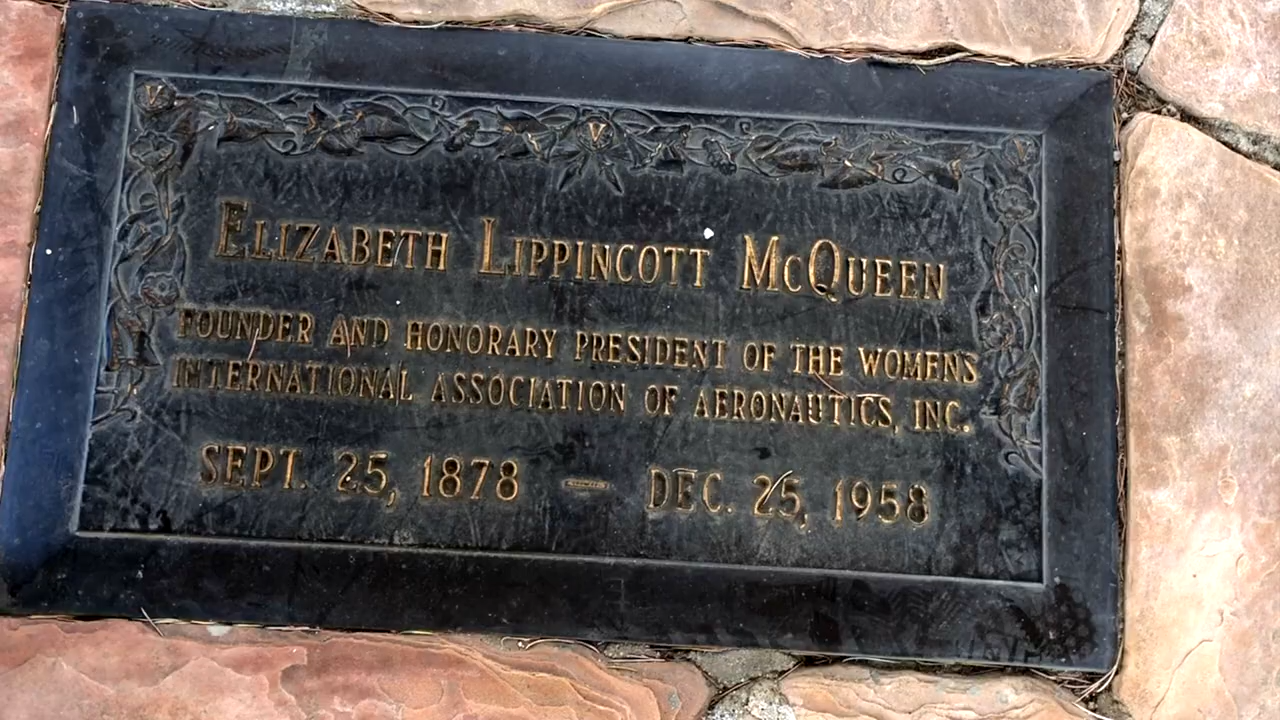 Elizabeth Lippincott McQueen
FOUNDER AND HONORARY PRESIDENT OF THE WOMENS
INTERNATIONAL ASSOCIATION OF AERONAUTICS, INC.
SEPT. 25, 1878 — DEC. 25, 1958